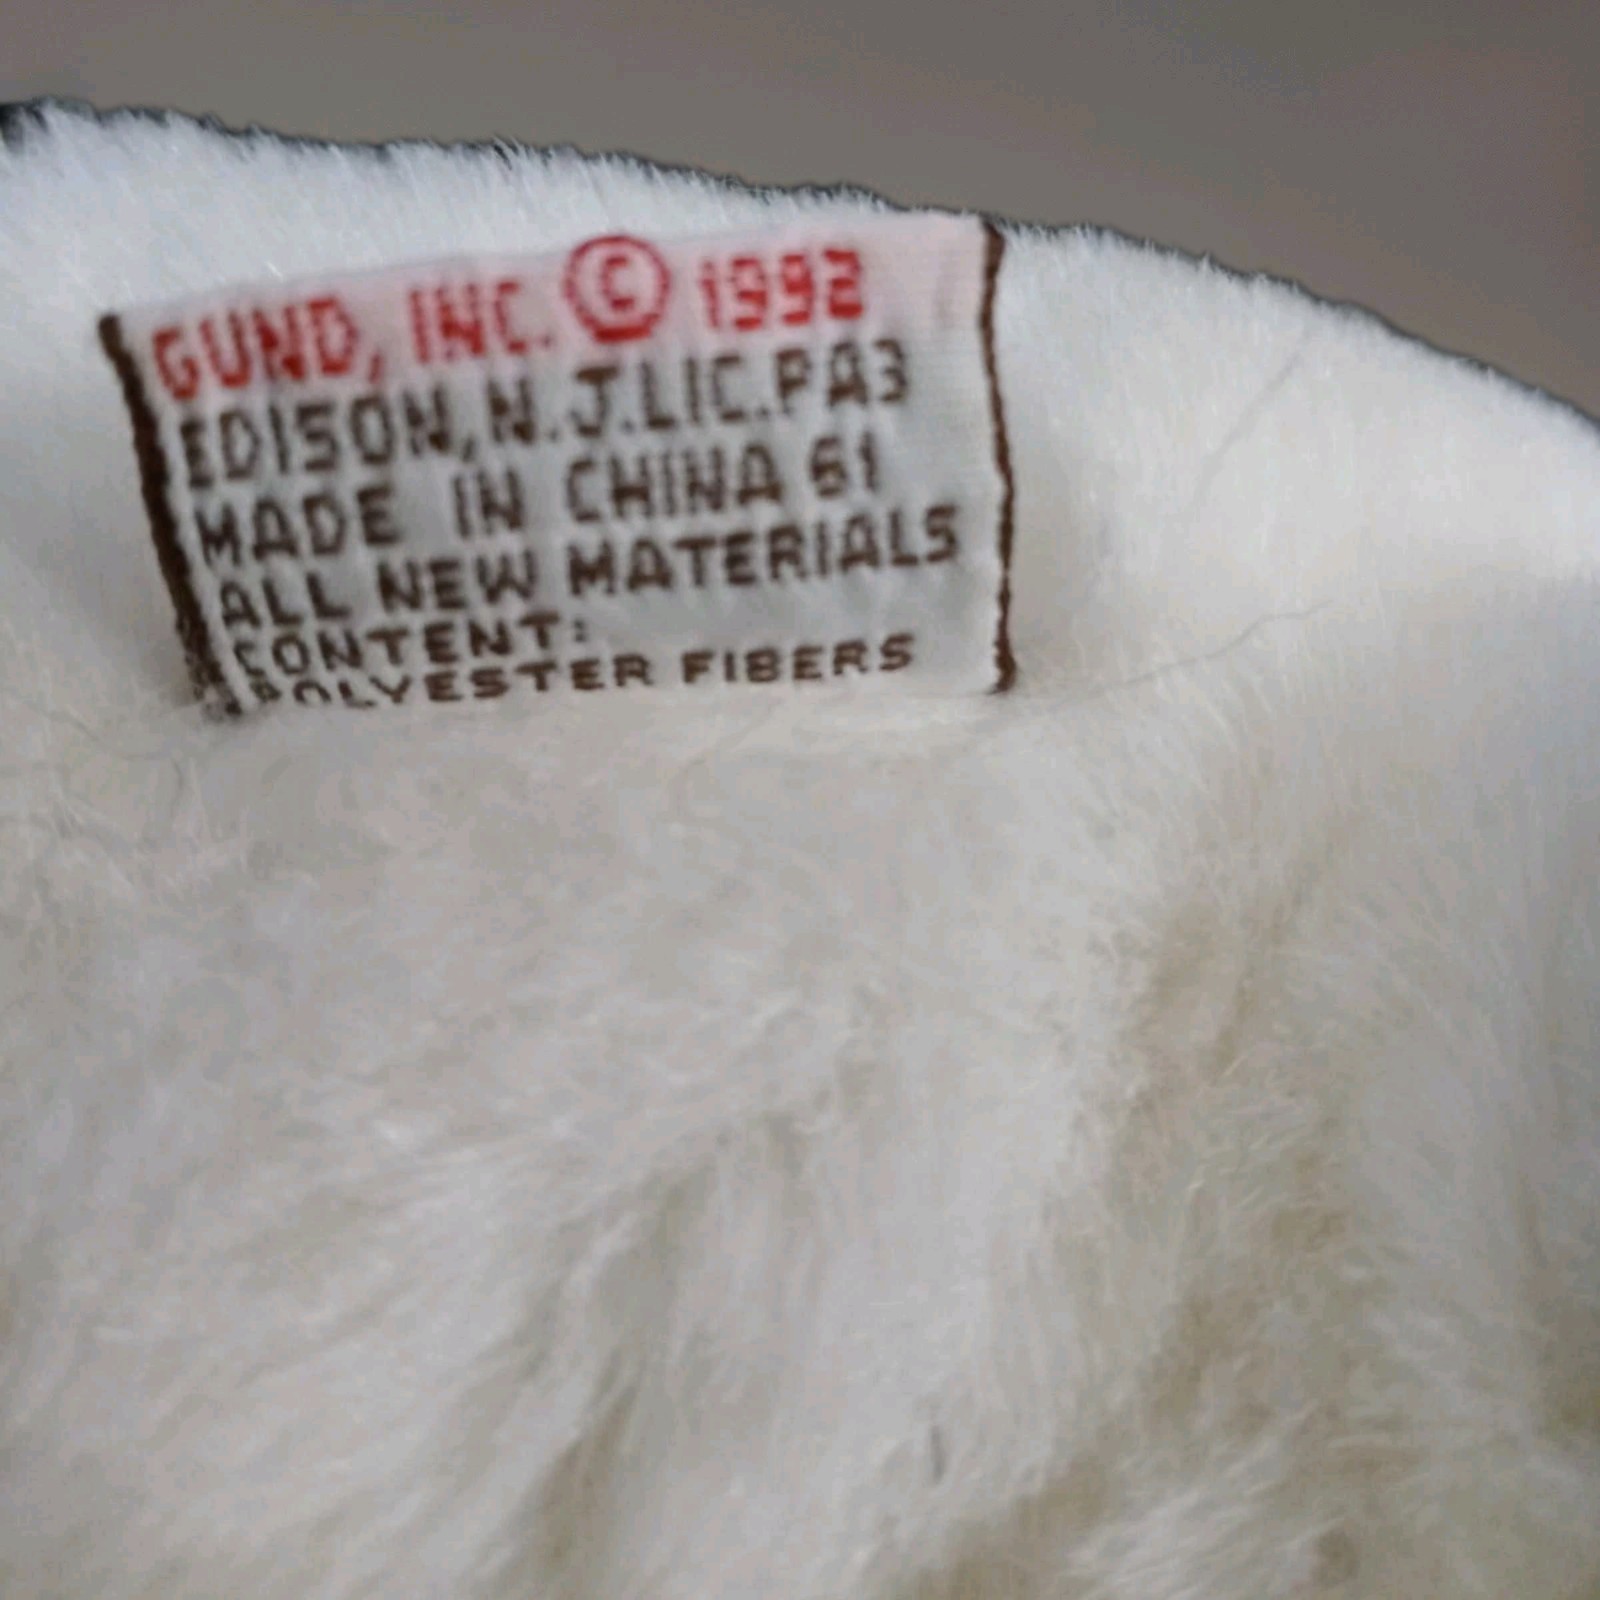 GUND, INC. © 1992
EDISON, N.J. LIC. PA3
MADE IN CHINA 61
ALL NEW MATERIALS
CONTENT:
POLYESTER FIBERS